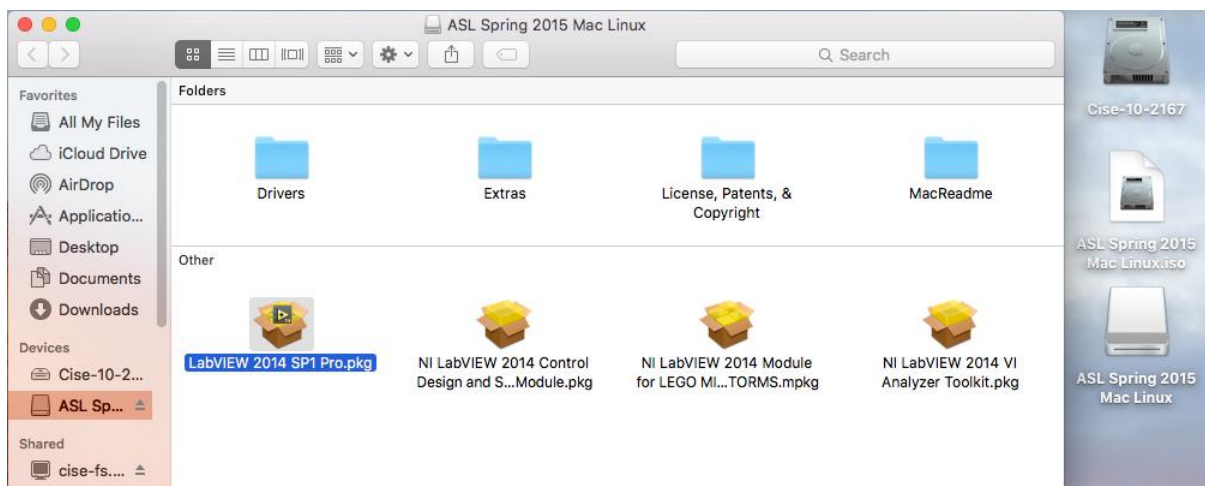 ASL Spring 2015 Mac Linux
Search
Favorites
All My Files
iCloud Drive
AirDrop
Applicatio...
Desktop
Documents
Downloads
Devices
Cise-10-2...
ASL Sp...
Shared
cise-fs....
Folders
Drivers
Extras
License, Patents, &
Copyright
MacReadme
Other
LabVIEW 2014 SP1 Pro.pkg
NI LabVIEW 2014 Control
Design and S...Module.pkg
NI LabVIEW 2014 Module
for LEGO MI...TORMS.mpkg
NI LabVIEW 2014 VI
Analyzer Toolkit.pkg
Cise-10-2167
ASL Spring 2015
Mac Linux.iso
ASL Spring 2015
Mac Linux